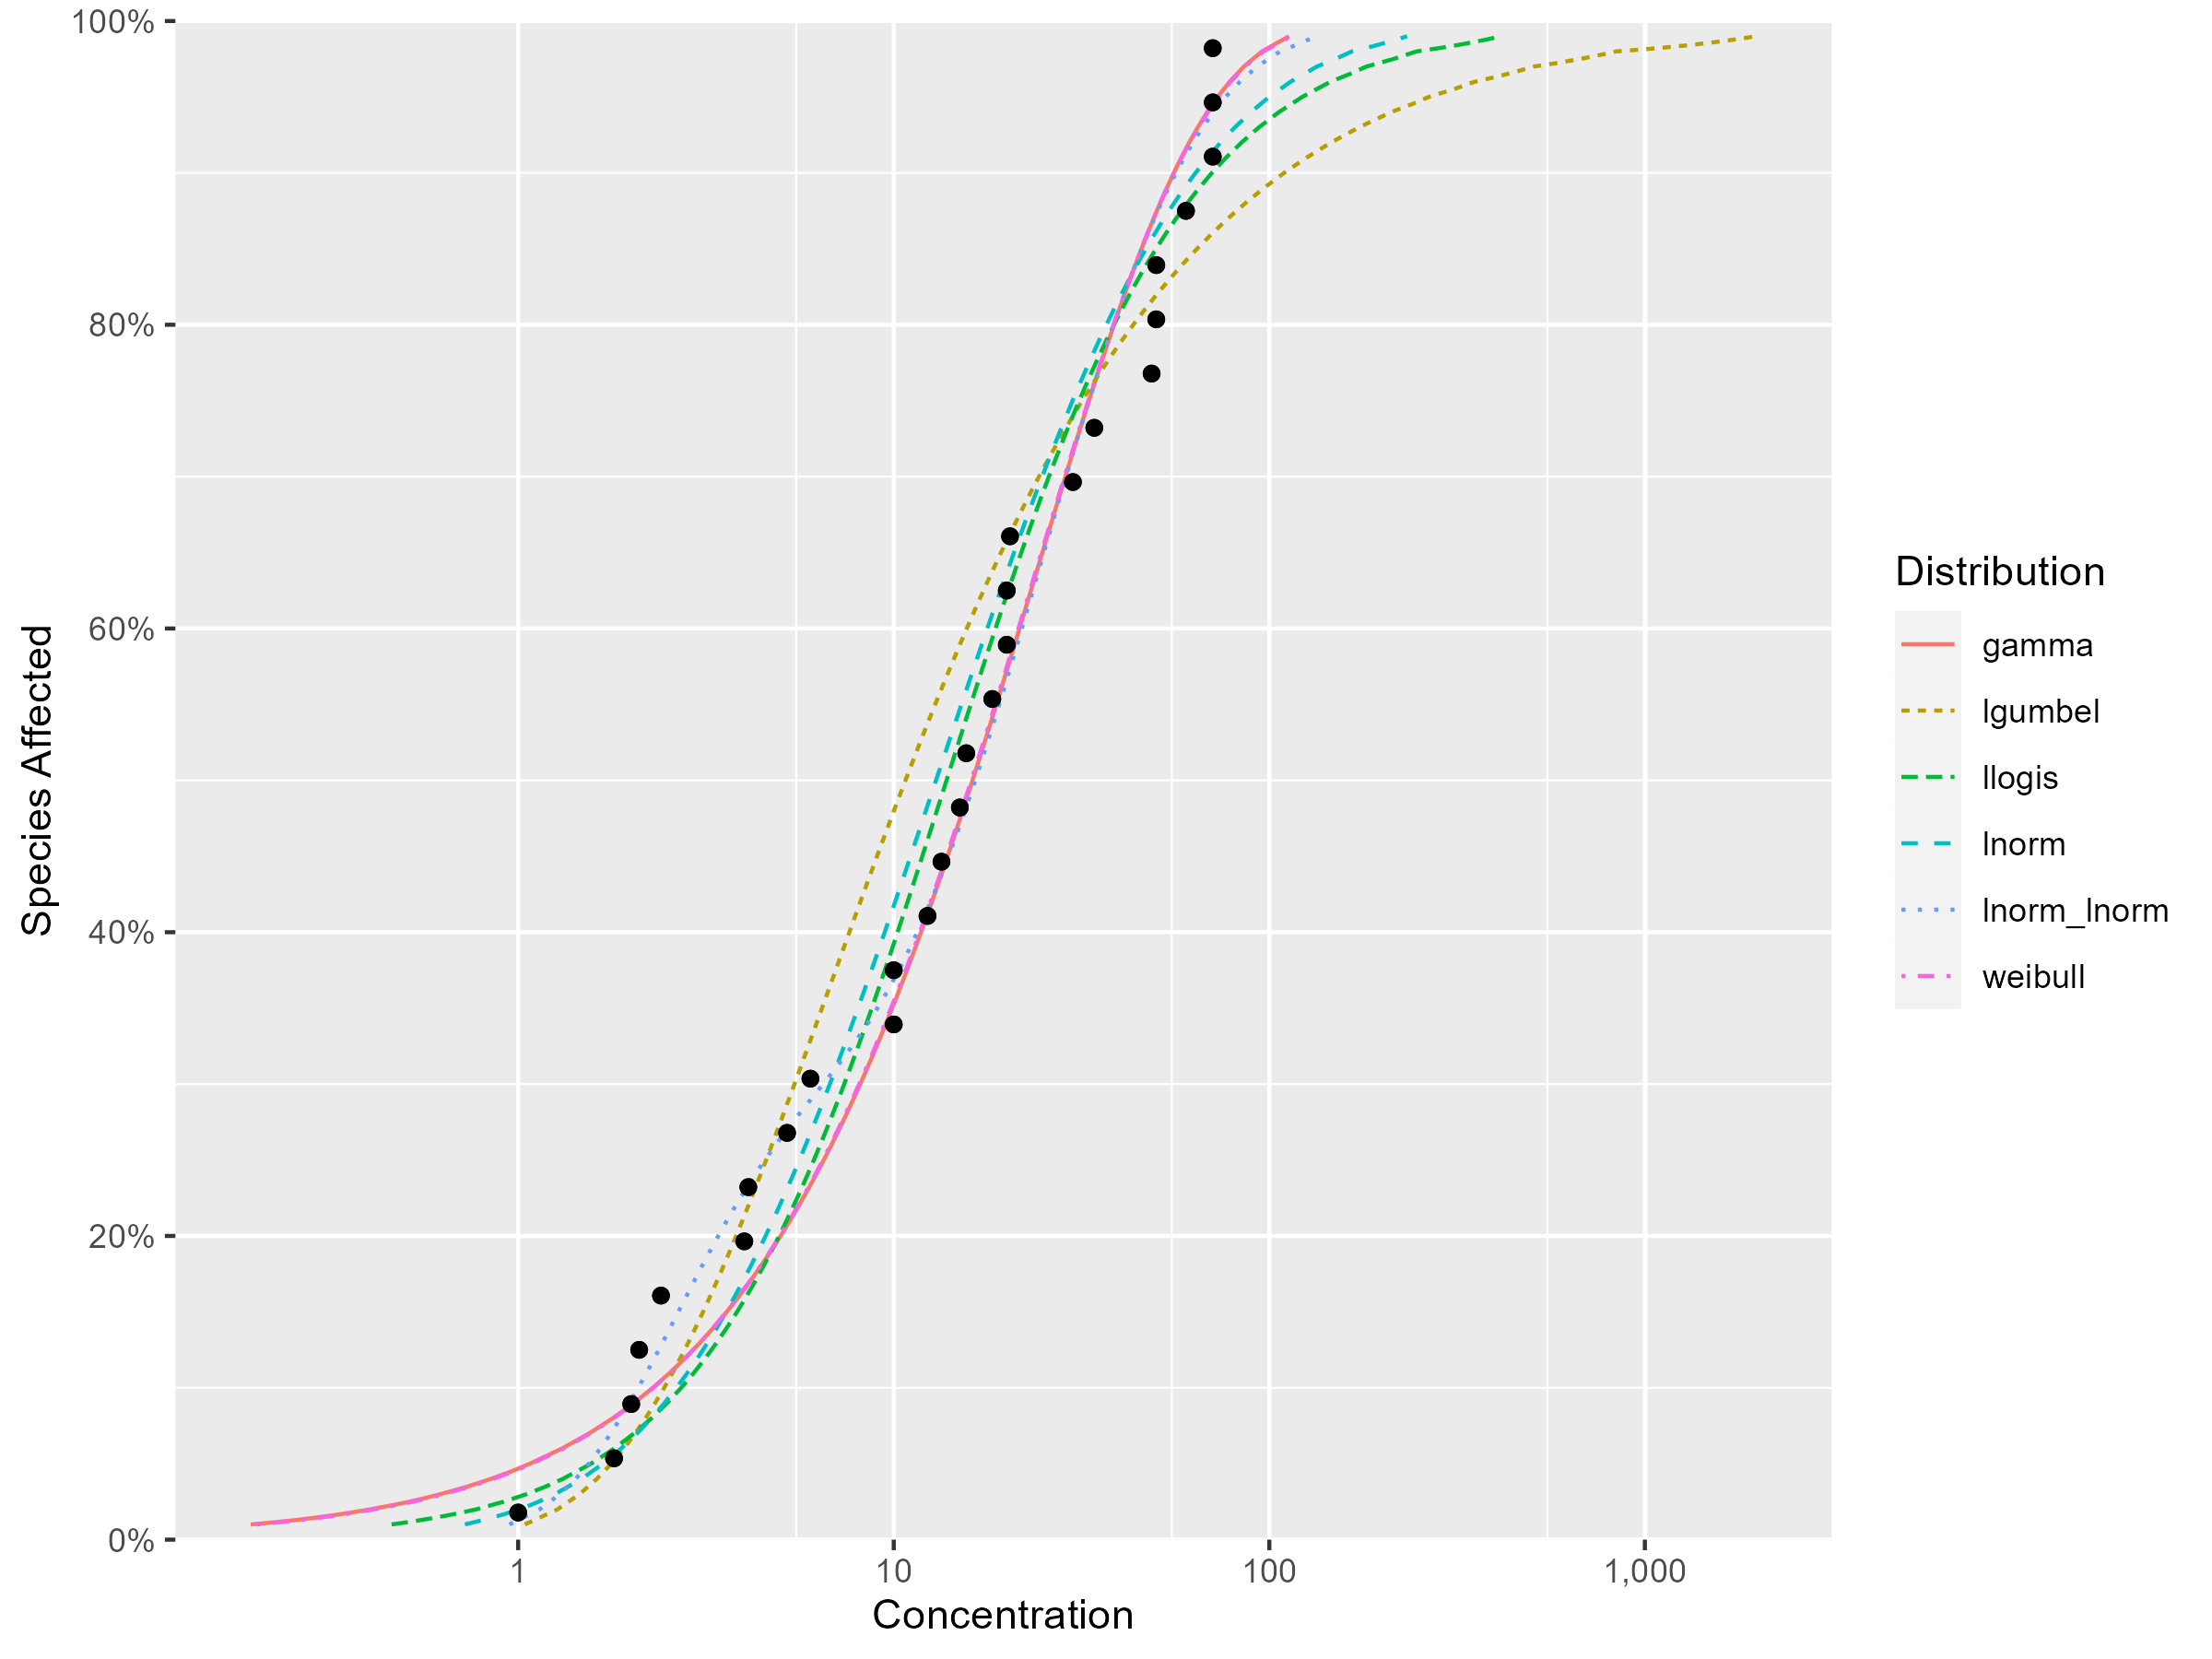 100%
80%
60%
40%
20%
0%
Species Affected
1
10
100
1,000
Concentration
Distribution
gamma
lgumbel
llogis
lnorm
lnorm_lnorm
weibull